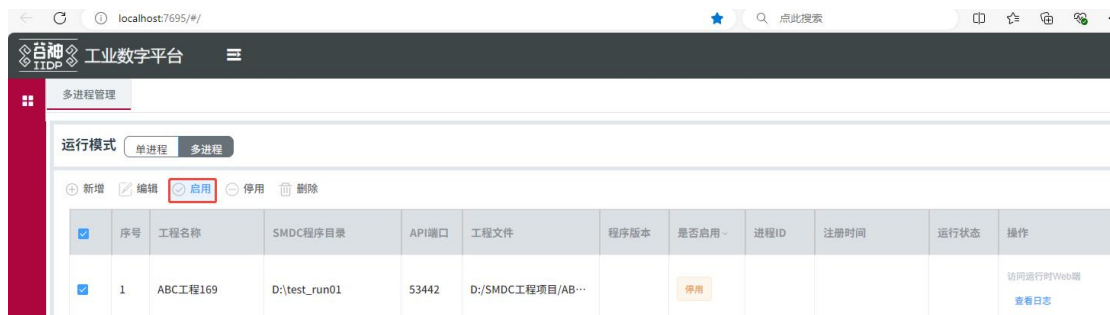 localhost:7695/#/ 点此搜索
谷神 IIDP 工业数字平台
多进程管理
运行模式 单进程 多进程
新增 编辑 启用 停用 删除
序号 工程名称 SMDC程序目录 API端口 工程文件 程序版本 是否启用 进程ID 注册时间 运行状态 操作
访问运行时Web端
1 ABC工程169 D:\test_run01 53442 D:/SMDC工程项目/AB… 停用
查看日志